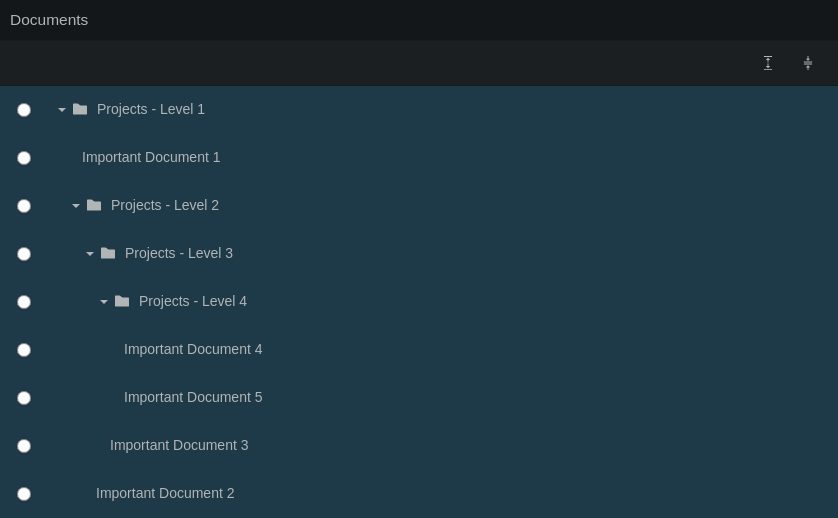 Documents
Projects - Level 1
Important Document 1
Projects - Level 2
Projects - Level 3
Projects - Level 4
Important Document 4
Important Document 5
Important Document 3
Important Document 2